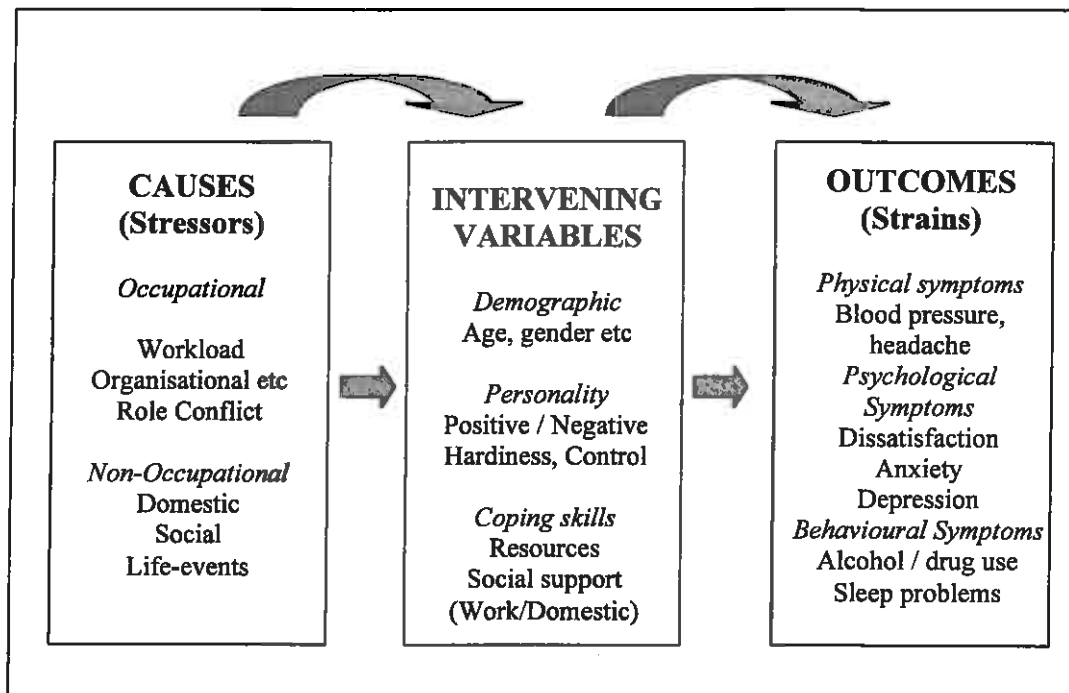 CAUSES
(Stressors)
Occupational
Workload
Organisational etc
Role Conflict
Non-Occupational
Domestic
Social
Life-events
INTERVENING
VARIABLES
Demographic
Age, gender etc
Personality
Positive / Negative
Hardiness, Control
Coping skills
Resources
Social support
(Work/Domestic)
OUTCOMES
(Strains)
Physical symptoms
Blood pressure,
headache
Psychological
Symptoms
Dissatisfaction
Anxiety
Depression
Behavioural Symptoms
Alcohol / drug use
Sleep problems